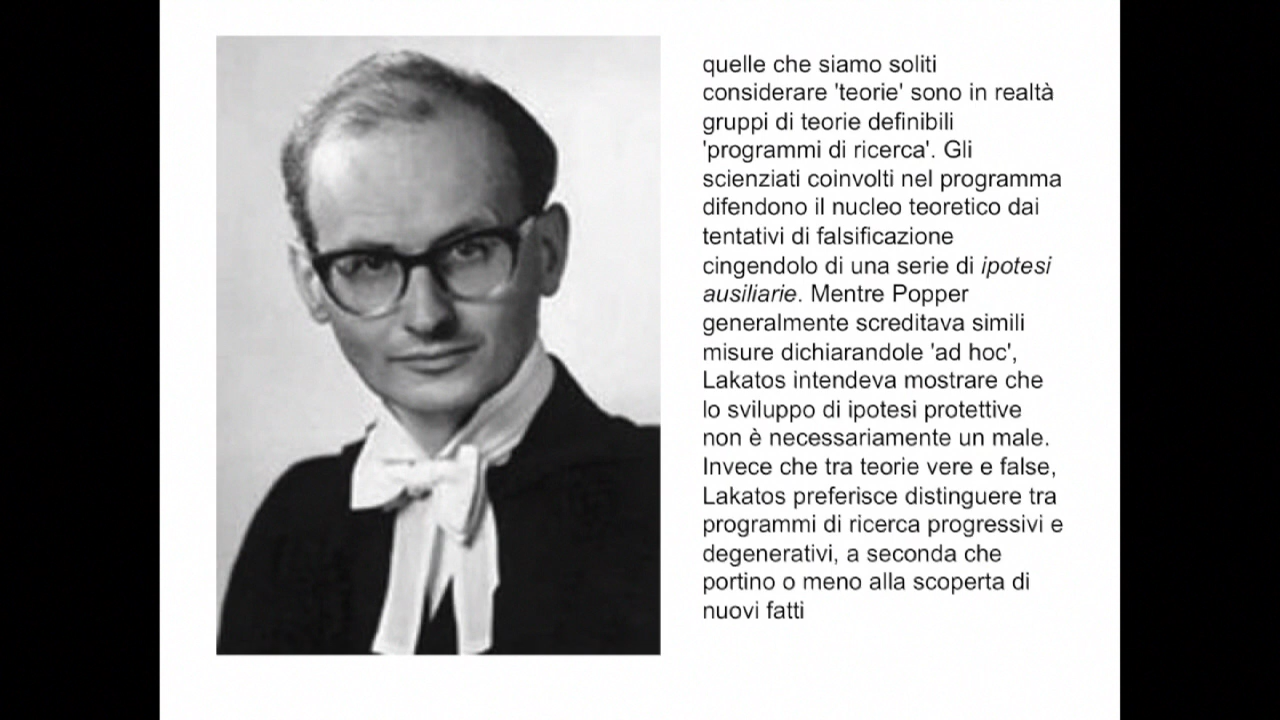 quelle che siamo soliti
considerare 'teorie' sono in realtà
gruppi di teorie definibili
'programmi di ricerca'. Gli
scienziati coinvolti nel programma
difendono il nucleo teoretico dai
tentativi di falsificazione
cingendolo di una serie di ipotesi
ausiliarie. Mentre Popper
generalmente screditava simili
misure dichiarandole 'ad hoc',
Lakatos intendeva mostrare che
lo sviluppo di ipotesi protettive
non è necessariamente un male.
Invece che tra teorie vere e false,
Lakatos preferisce distinguere tra
programmi di ricerca progressivi e
degenerativi, a seconda che
portino o meno alla scoperta di
nuovi fatti